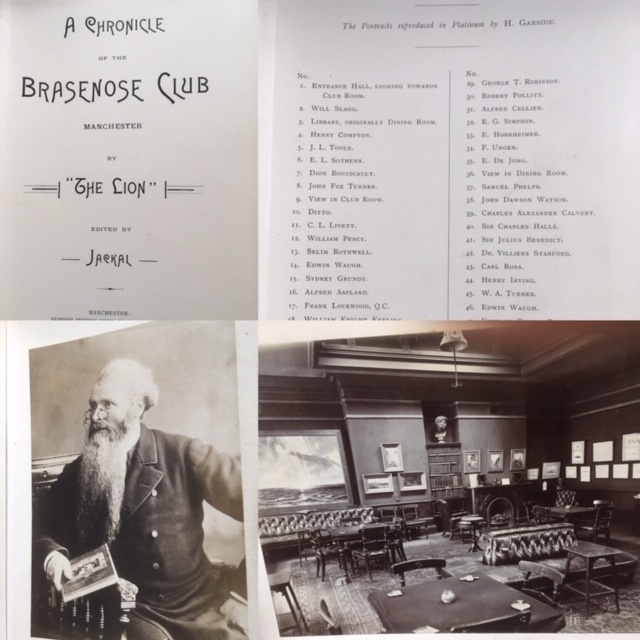 A CHRONICLE
OF THE
BRASENOSE CLUB
MANCHESTER
BY
"THE LION"
EDITED BY
JACKAL
MANCHESTER:
The Portraits reproduced in Platinum by H. GARSIDE.
No.
1. ENTRANCE HALL, LOOKING TOWARDS
CLUB ROOM.
2. WILL SLAGG.
3. LIBRARY, ORIGINALLY DINING ROOM.
4. HENRY COMPTON.
5. J. L. TOOLE.
6. E. L. SOTHERN.
7. DION BOUCICAULT.
8. JOHN FOX TURNER.
9. VIEW IN CLUB ROOM.
10. DITTO.
11. C. L. LIVETT.
12. WILLIAM PERCY.
13. SELIM ROTHWELL.
14. EDWIN WAUGH.
15. SYDNEY GRUNDY.
16. ALFRED ASPLAND.
17. FRANK LOCKWOOD, Q.C.
18. WILLIAM KNIGHT KEELING.
No.
29. GEORGE T. ROBINSON.
30. ROBERT POLLITT.
31. ALFRED CELLIER.
32. E. G. SIMPSON.
33. E. HORKHEIMER.
34. F. UNGER.
35. E. DE JONG.
36. VIEW IN DINING ROOM.
37. SAMUEL PHELPS.
38. JOHN DAWSON WATSON.
39. CHARLES ALEXANDER CALVERT.
40. SIR CHARLES HALLÉ.
41. SIR JULIUS BENEDICT.
42. DR. VILLIERS STANFORD.
43. CARL ROSA.
44. HENRY IRVING.
45. W. A. TURNER.
46. EDWIN WAUGH.